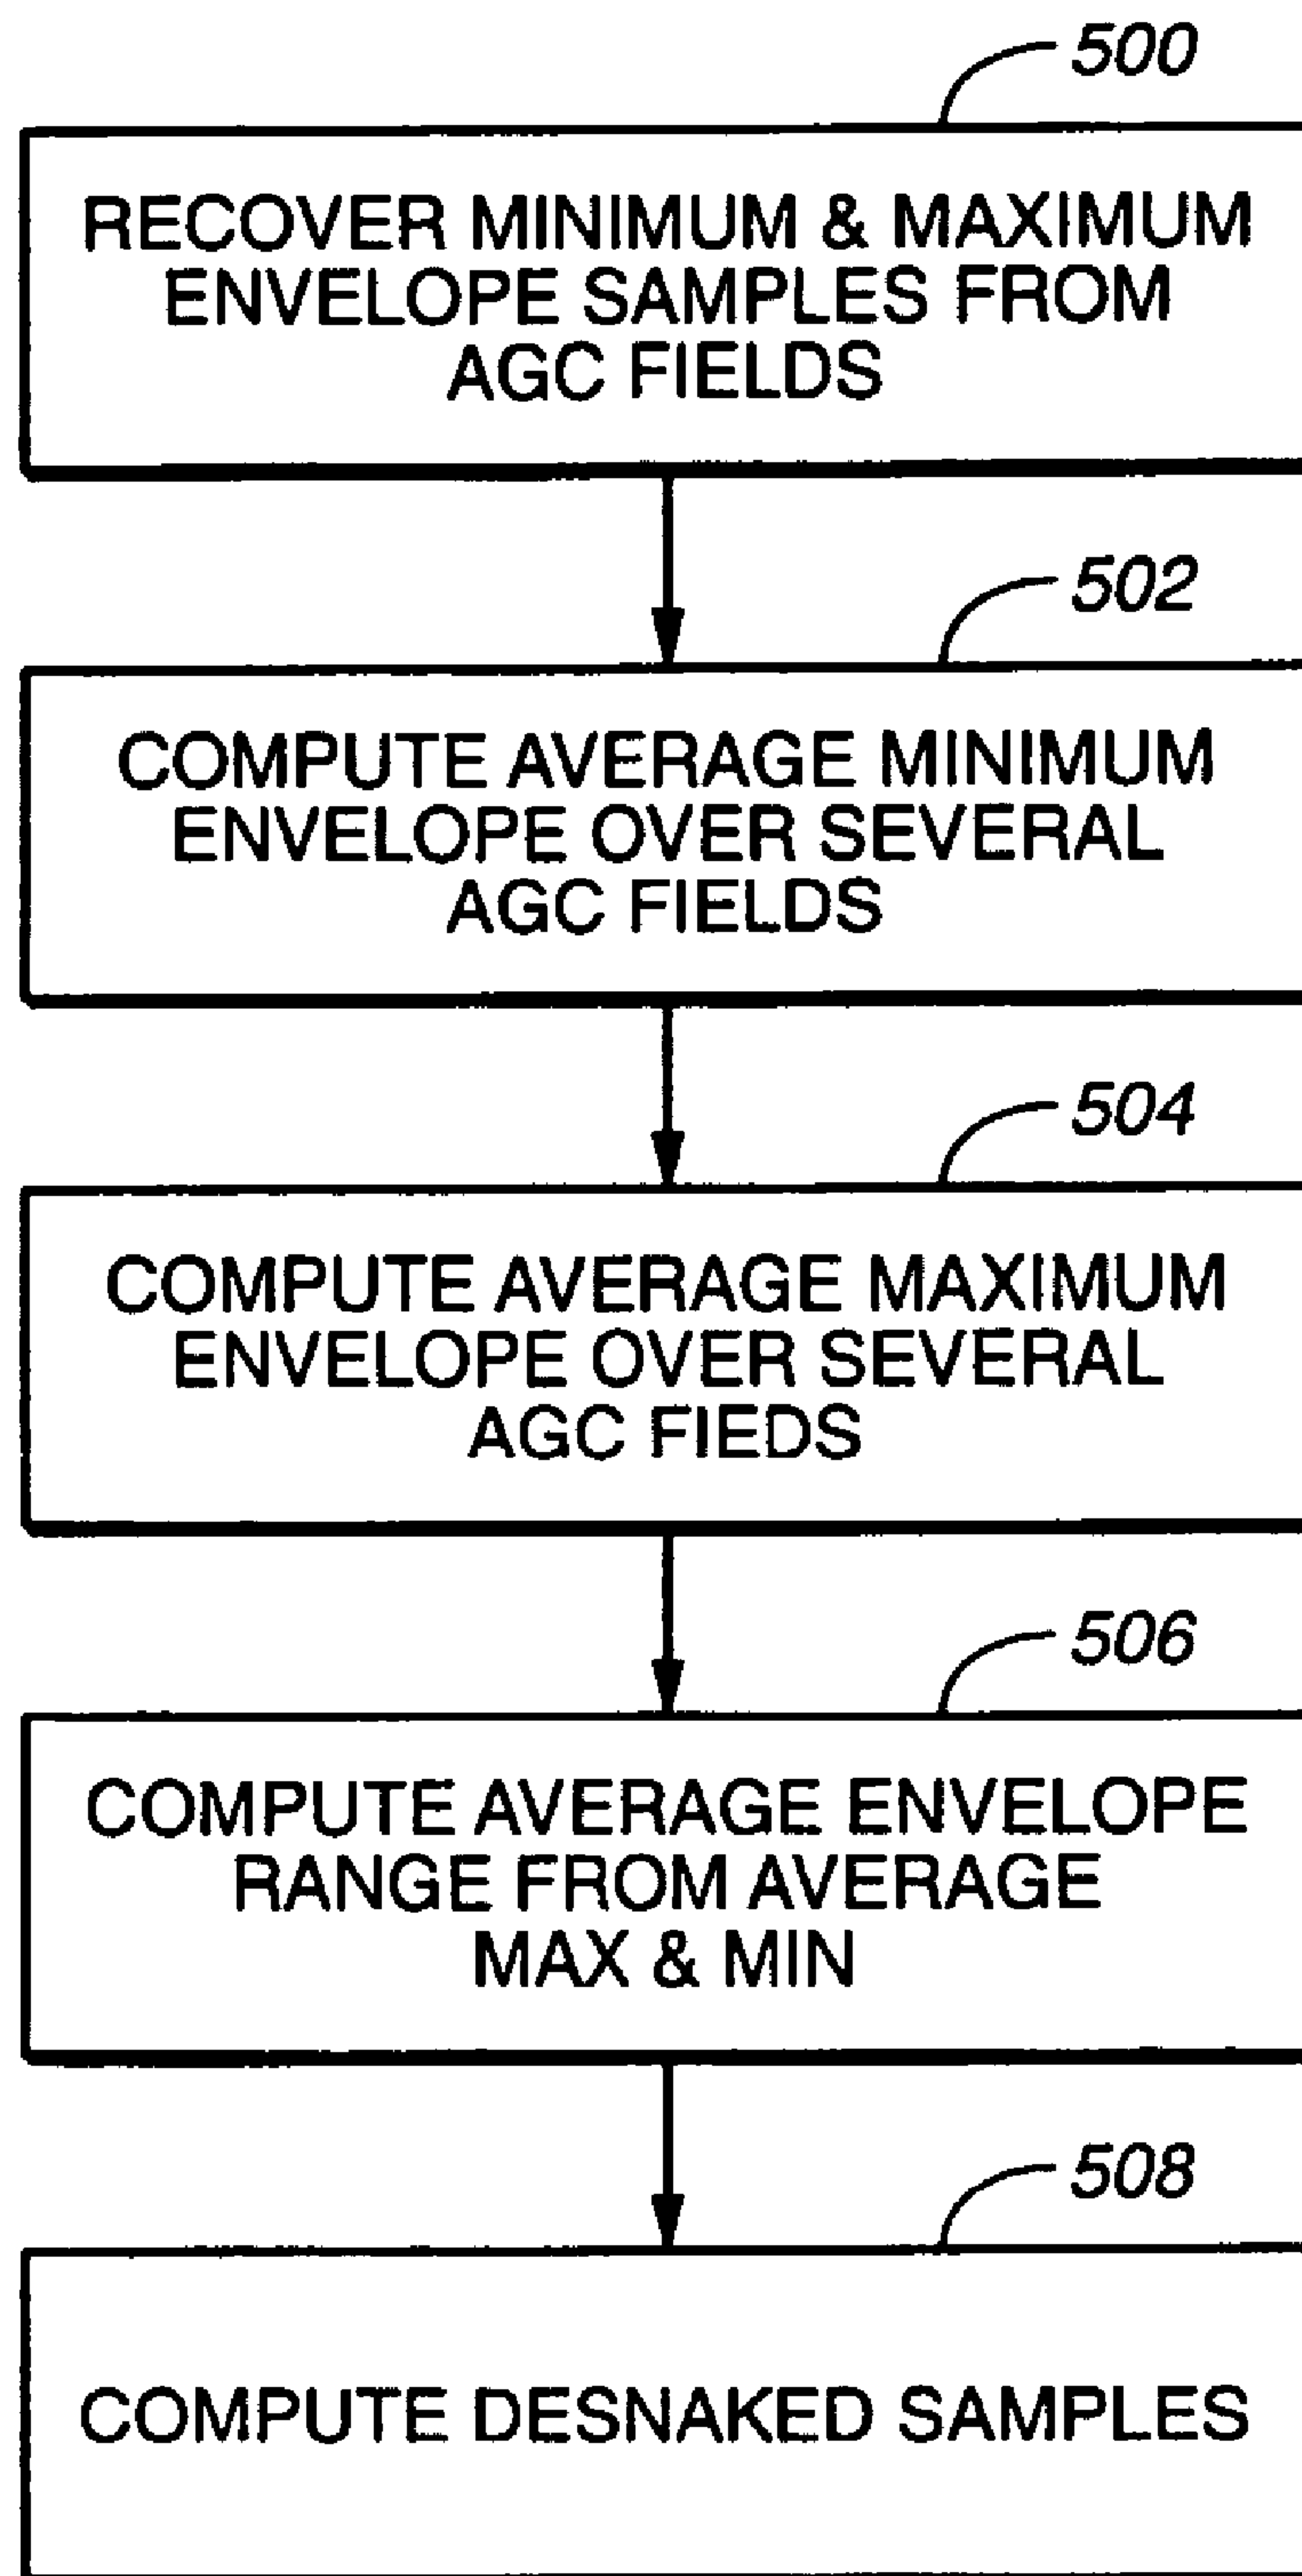 500
RECOVER MINIMUM & MAXIMUM
ENVELOPE SAMPLES FROM
AGC FIELDS
502
COMPUTE AVERAGE MINIMUM
ENVELOPE OVER SEVERAL
AGC FIELDS
504
COMPUTE AVERAGE MAXIMUM
ENVELOPE OVER SEVERAL
AGC FIEDS
506
COMPUTE AVERAGE ENVELOPE
RANGE FROM AVERAGE
MAX & MIN
508
COMPUTE DESNAKED SAMPLES